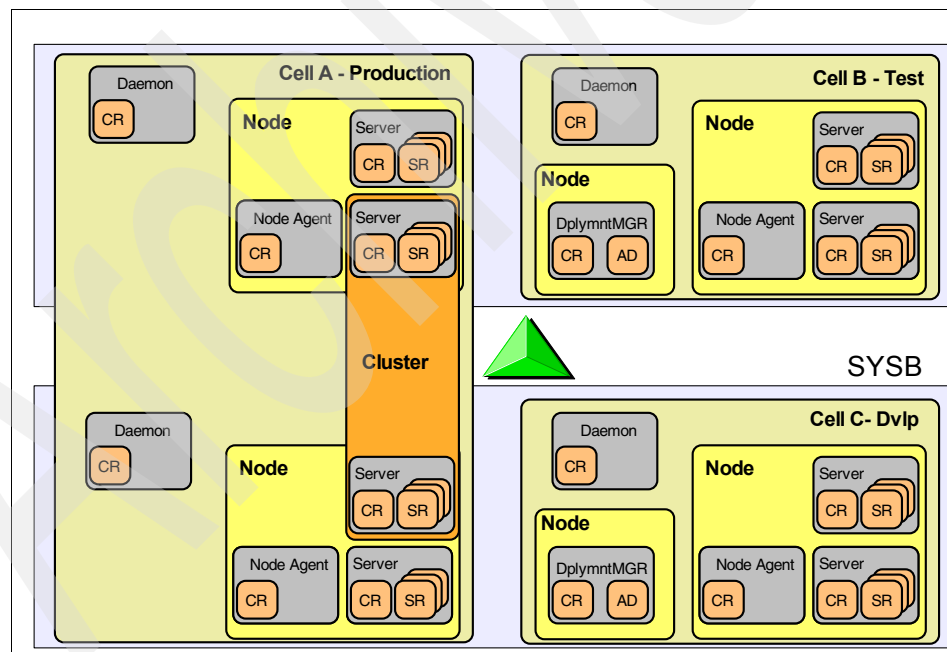 Cell A - Production
Daemon
CR
Node
Server
CR SR
Node Agent
CR
Server
CR SR
Cluster
Daemon
CR
Node
Server
CR SR
Node Agent
CR
Server
CR SR
Cell B - Test
Daemon
CR
Node
DplymntMGR
CR AD
Node
Server
CR SR
Node Agent
CR
Server
CR SR
SYSB
Cell C- Dvlp
Daemon
CR
Node
DplymntMGR
CR AD
Node
Server
CR SR
Node Agent
CR
Server
CR SR